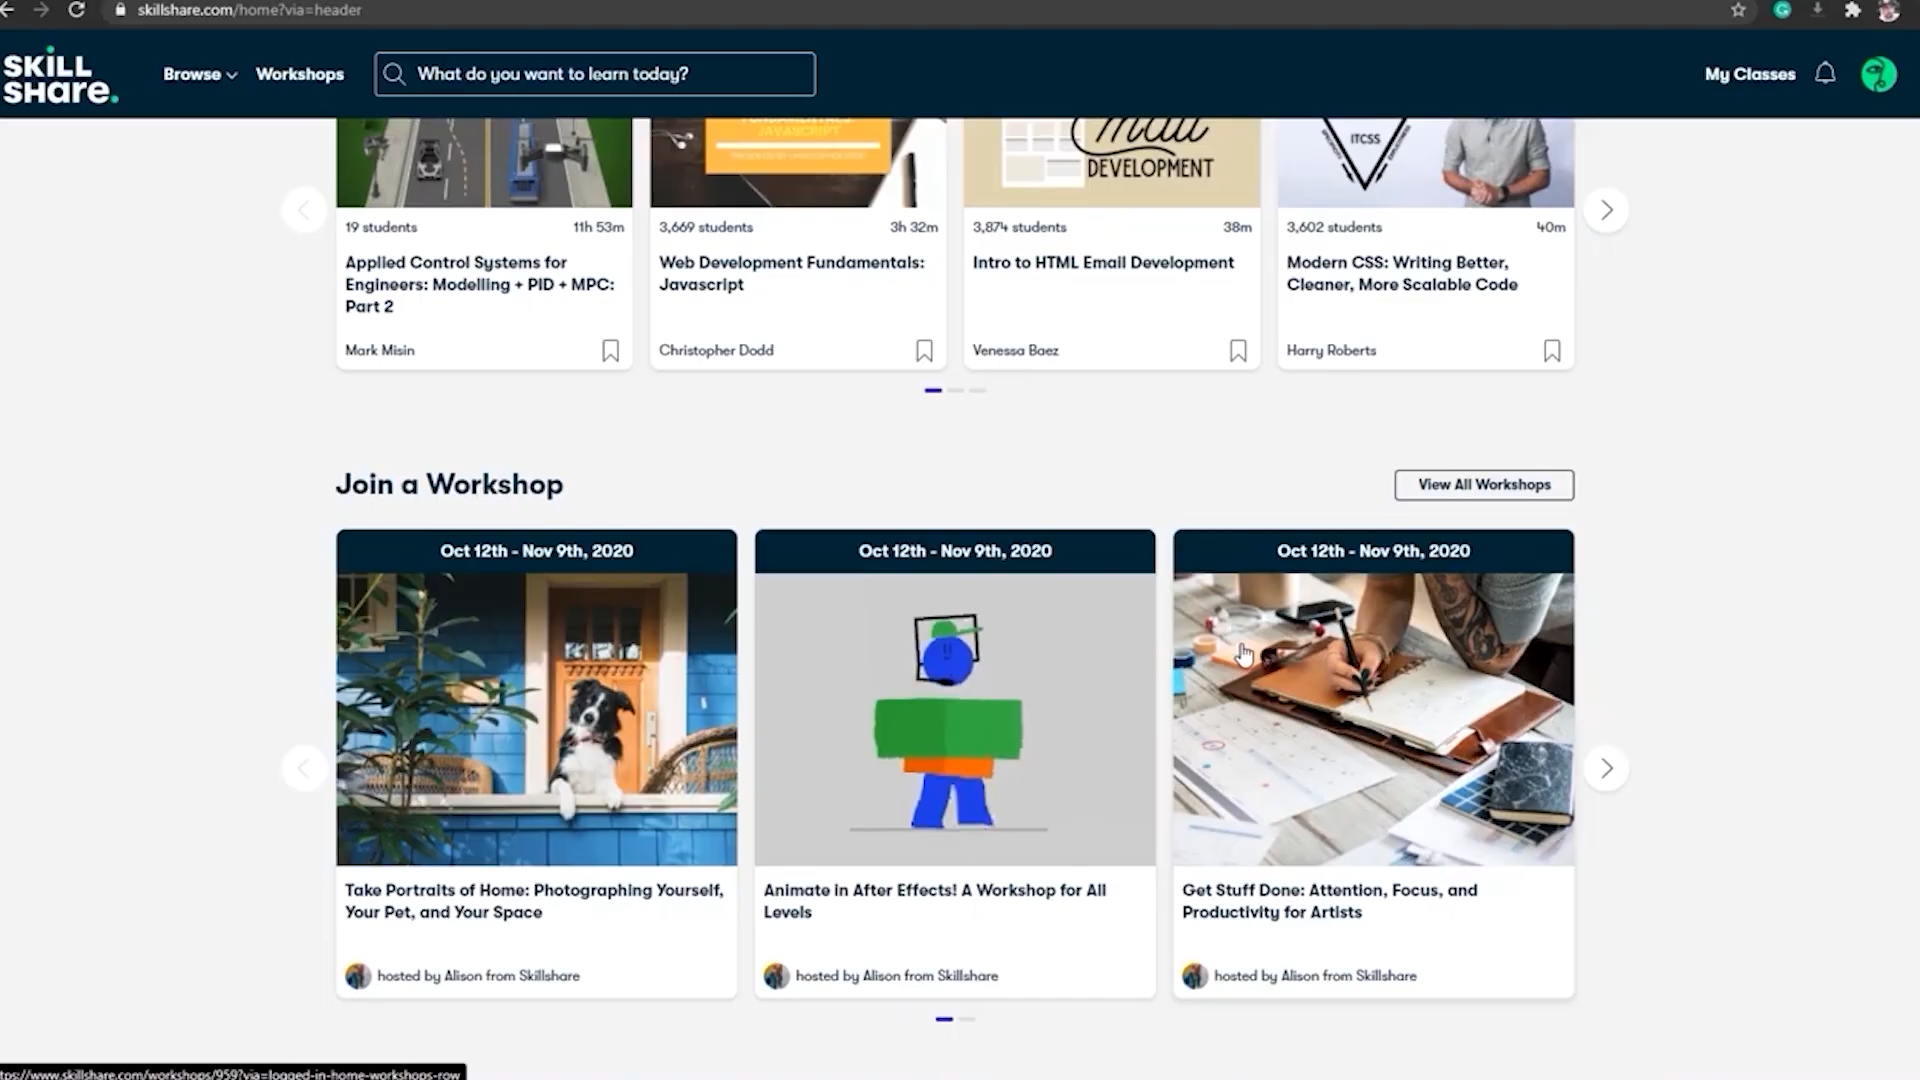 skillshare.com/home?via=header
SKILL
SHare.
Browse
Workshops
What do you want to learn today?
My Classes
JAVASCRIPT
DEVELOPMENT
ITCSS
19 students
11h 53m
3,669 students
3h 32m
3,874 students
38m
3,602 students
40m
Applied Control Systems for
Engineers: Modelling + PID + MPC:
Part 2
Web Development Fundamentals:
Javascript
Intro to HTML Email Development
Modern CSS: Writing Better,
Cleaner, More Scalable Code
Mark Misin
Christopher Dodd
Venessa Baez
Harry Roberts
Join a Workshop
View All Workshops
Oct 12th - Nov 9th, 2020
Oct 12th - Nov 9th, 2020
Oct 12th - Nov 9th, 2020
Take Portraits of Home: Photographing Yourself,
Your Pet, and Your Space
Animate in After Effects! A Workshop for All
Levels
Get Stuff Done: Attention, Focus, and
Productivity for Artists
hosted by Alison from Skillshare
hosted by Alison from Skillshare
hosted by Alison from Skillshare
tps://www.skillshare.com/workshops/959?via=logged-in-home-workshops-row